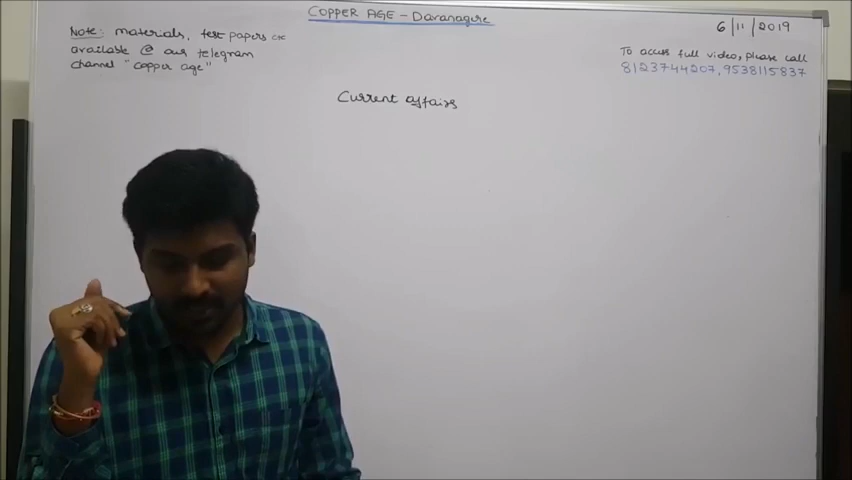 COPPER AGE - Davanagere
6/11/2019
Note: materials, test papers etc
available @ our telegram
channel "copper age"
To access full video, please call
8123744207, 9538115837
Current affairs